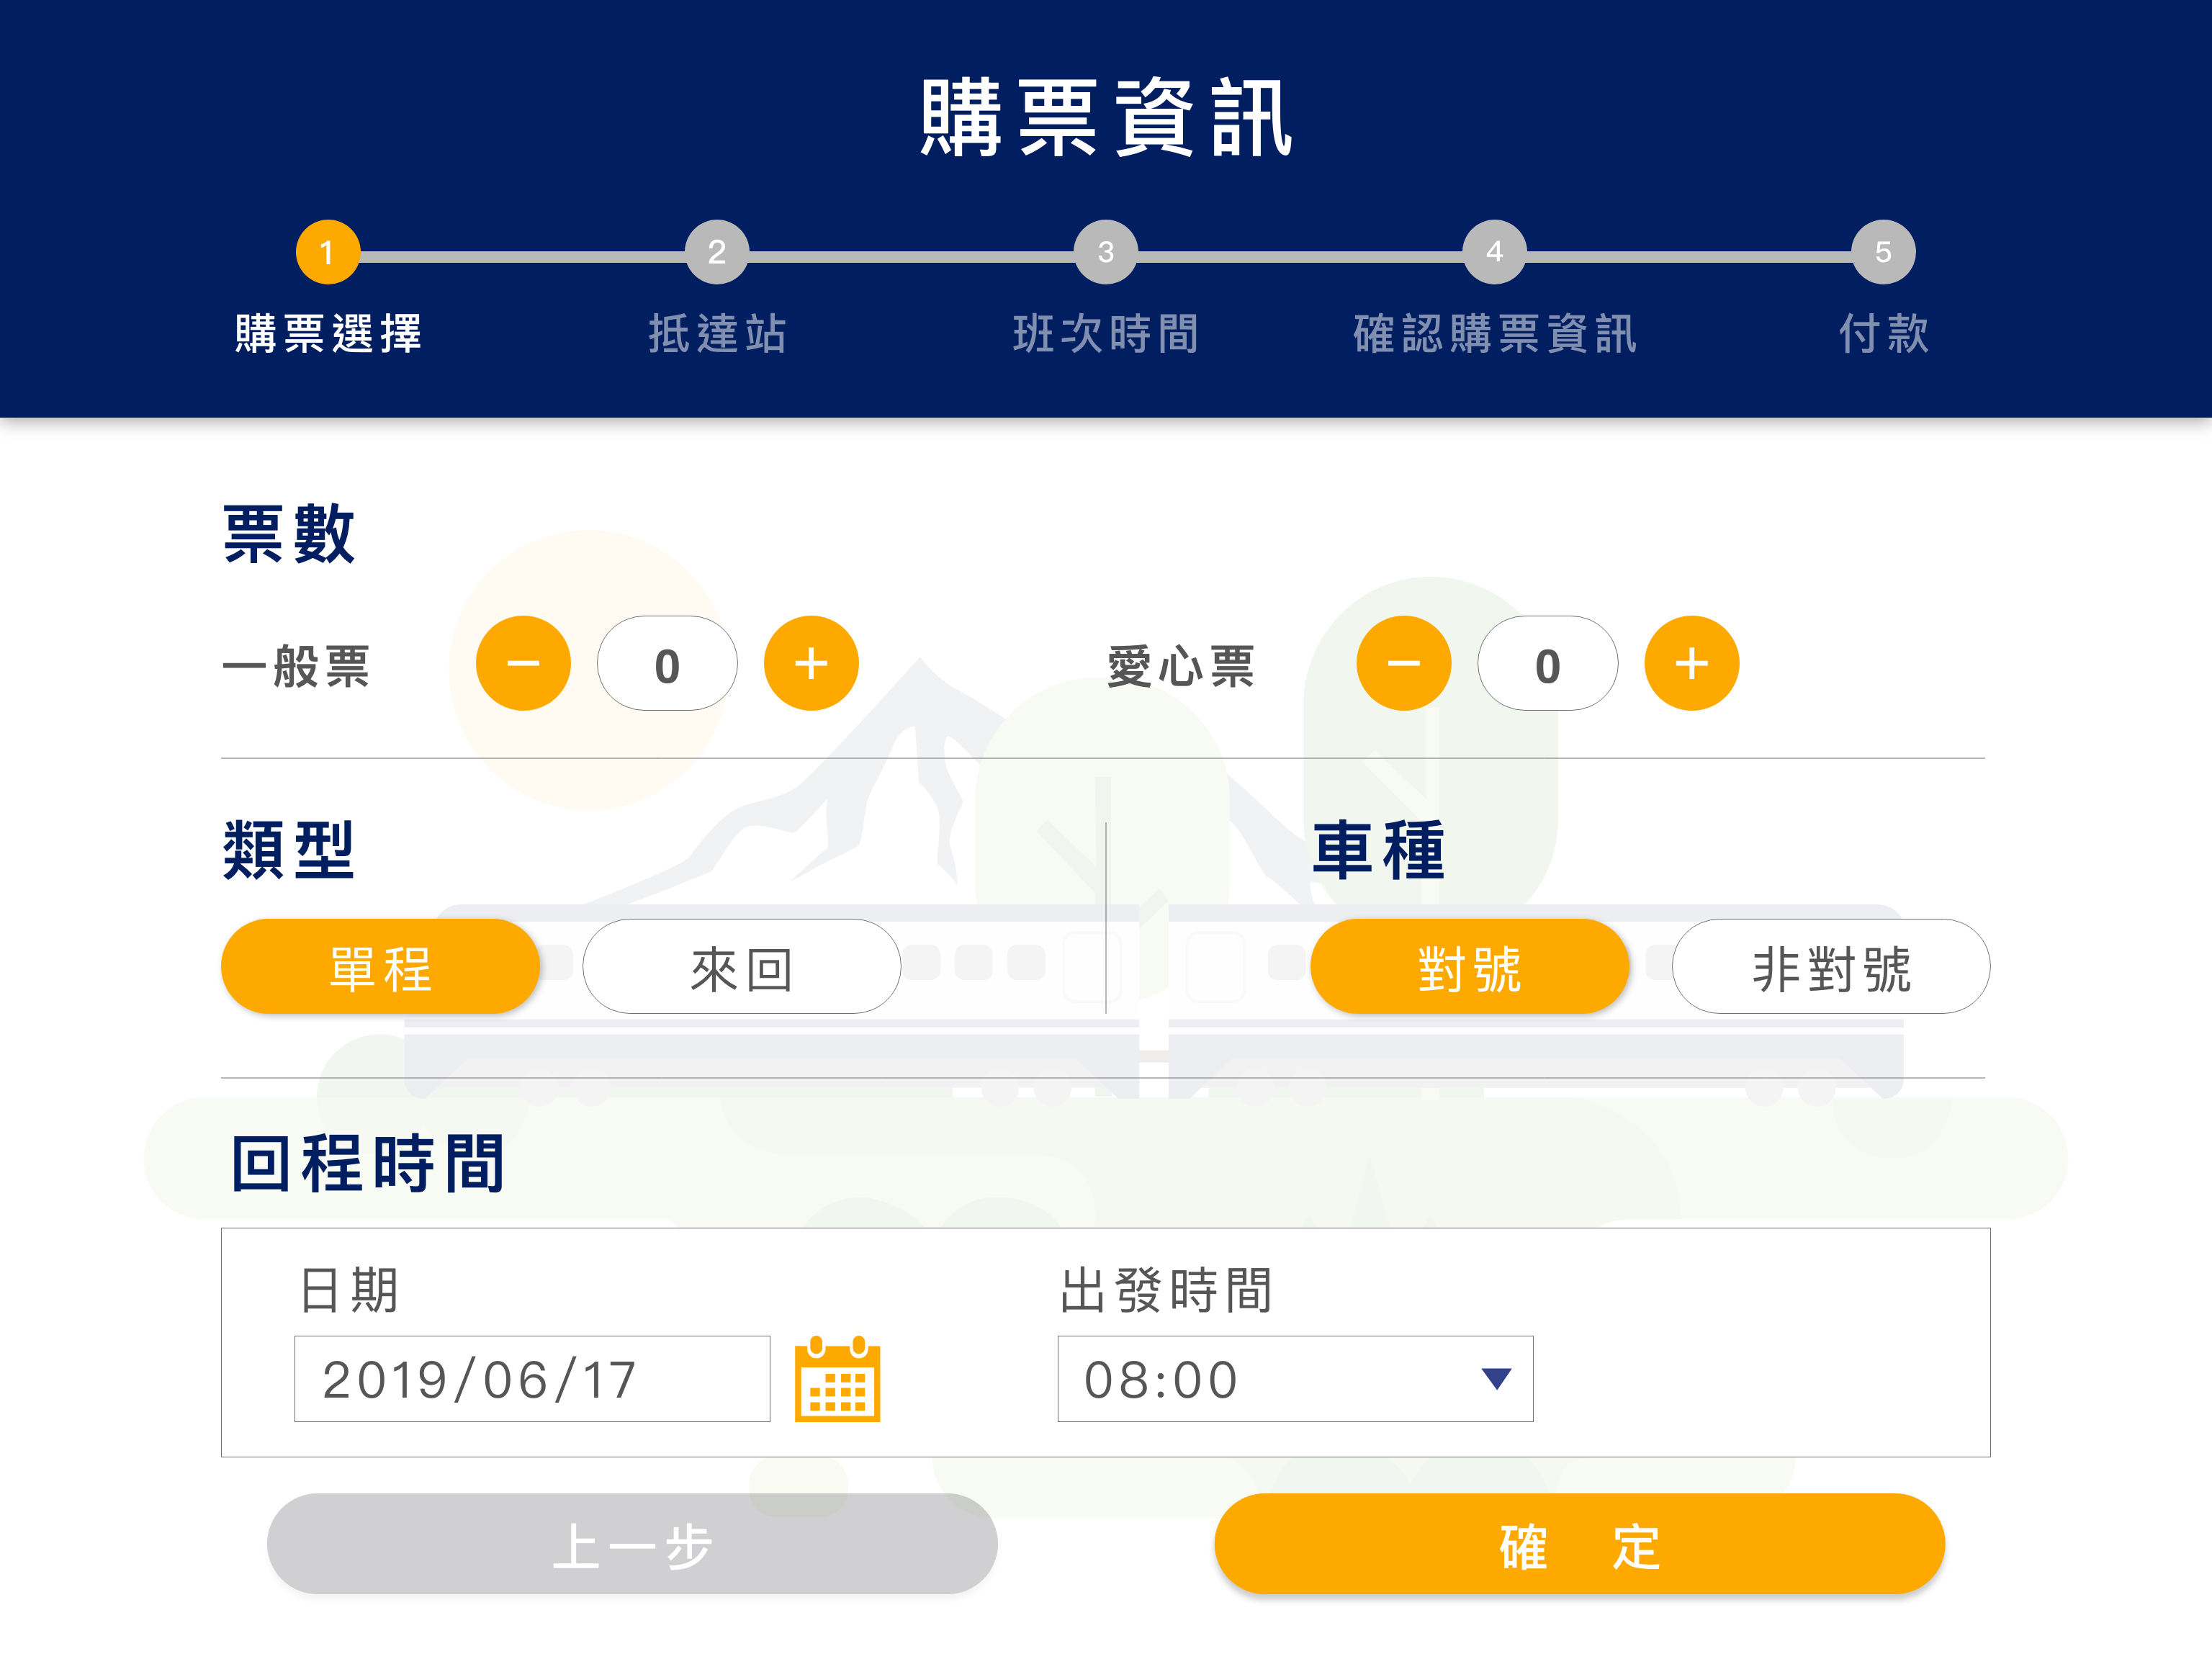 購票資訊
1 2 3 4 5
購票選擇 抵達站 班次時間 確認購票資訊 付款
票數
一般票 − 0 + 愛心票 − 0 +
類型 車種
單程 來回 對號 非對號
回程時間
日期 出發時間
2019/06/17 08:00
上一步 確 定